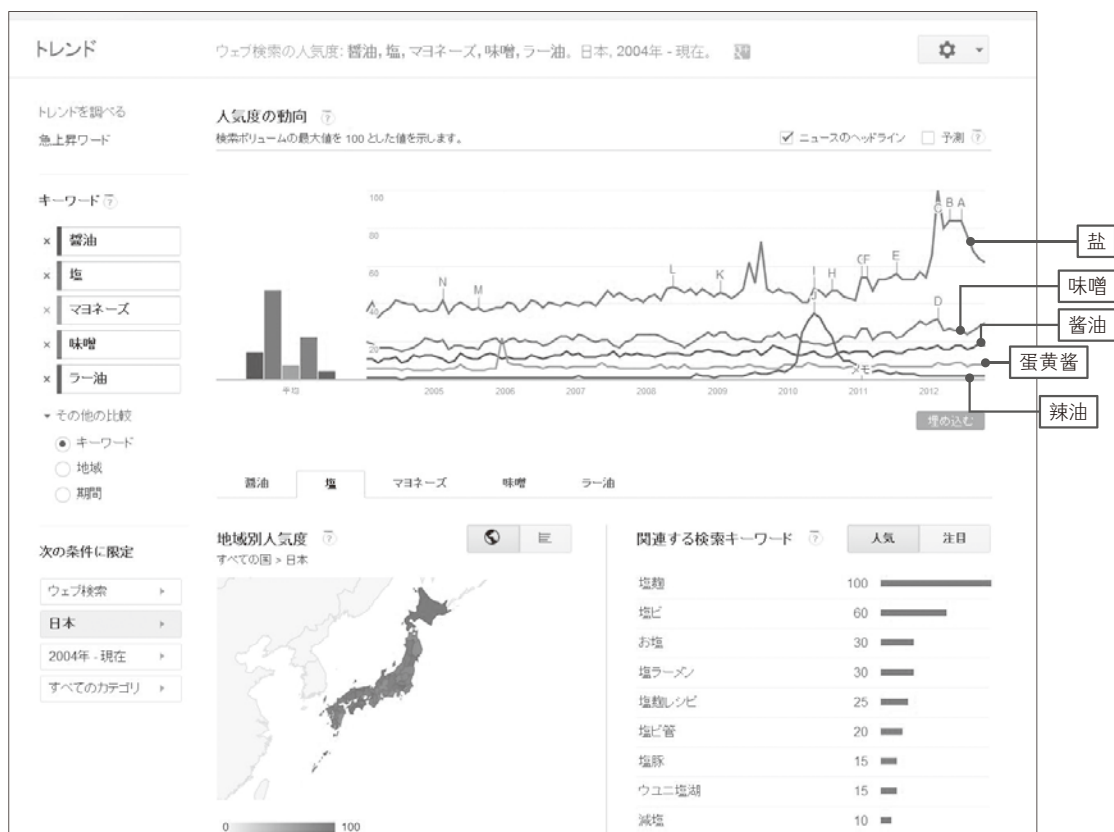 トレンド
ウェブ検索の人気度: 醤油, 塩, マヨネーズ, 味噌, ラー油。日本, 2004年 - 現在。
トレンドを調べる
急上昇ワード
人気度の動向 ?
検索ボリュームの最大値を 100 とした値を示します。
ニュースのヘッドライン 予測 ?
キーワード ?
× 醤油
× 塩
× マヨネーズ
× 味噌
× ラー油
その他の比較
キーワード
地域
期間
100
80
60
40
20
N M L K I J H G F E D C B A
メモ
平均 2005 2006 2007 2008 2009 2010 2011 2012
盐
味噌
酱油
蛋黄酱
辣油
埋め込む
醤油 塩 マヨネーズ 味噌 ラー油
次の条件に限定
ウェブ検索
日本
2004年 - 現在
すべてのカテゴリ
地域別人気度 ?
すべての国 > 日本
0 100
関連する検索キーワード ? 人気 注目
塩麹 100
塩ビ 60
お塩 30
塩ラーメン 30
塩麹レシピ 25
塩ビ管 20
塩豚 15
ウユニ塩湖 15
減塩 10